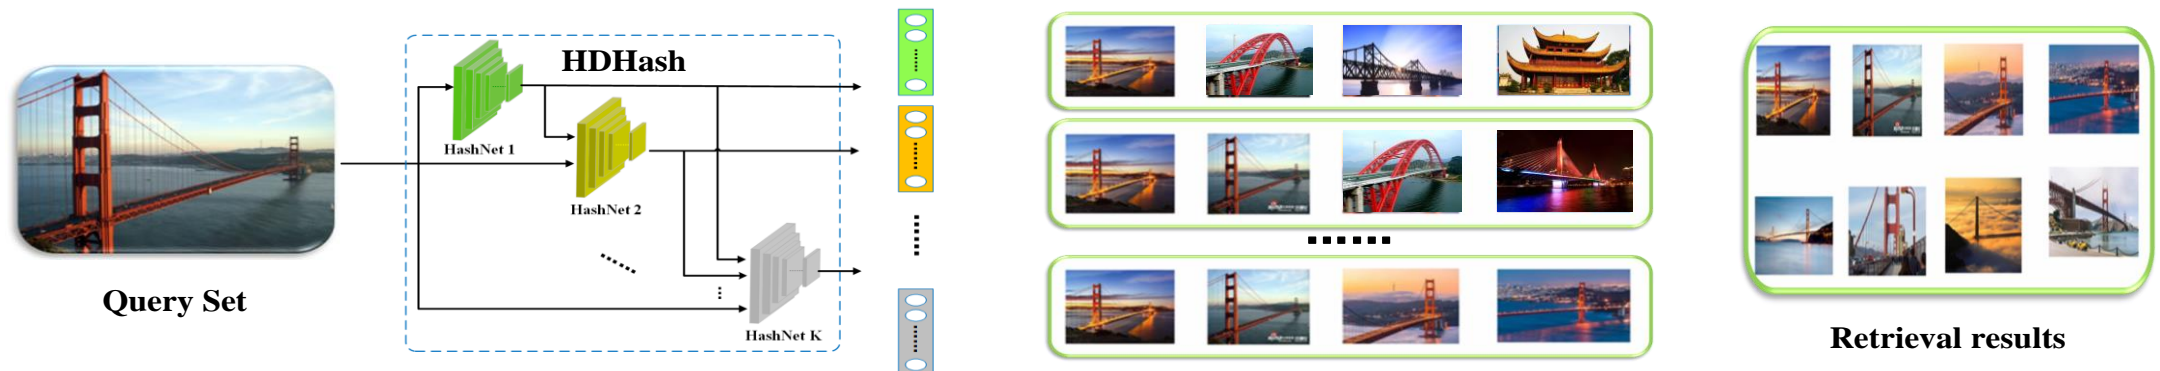 HDHash
HashNet 1
HashNet 2
HashNet K
Query Set
Retrieval results